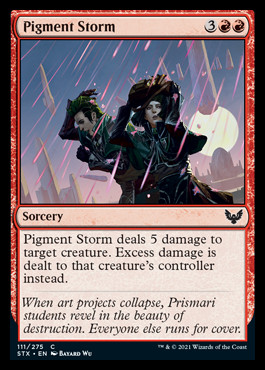 Pigment Storm 3
Sorcery
Pigment Storm deals 5 damage to
target creature. Excess damage is
dealt to that creature's controller
instead.
When art projects collapse, Prismari
students revel in the beauty of
destruction. Everyone else runs for cover.
111/275 C
STX • EN Bayard Wu
™ & © 2021 Wizards of the Coast